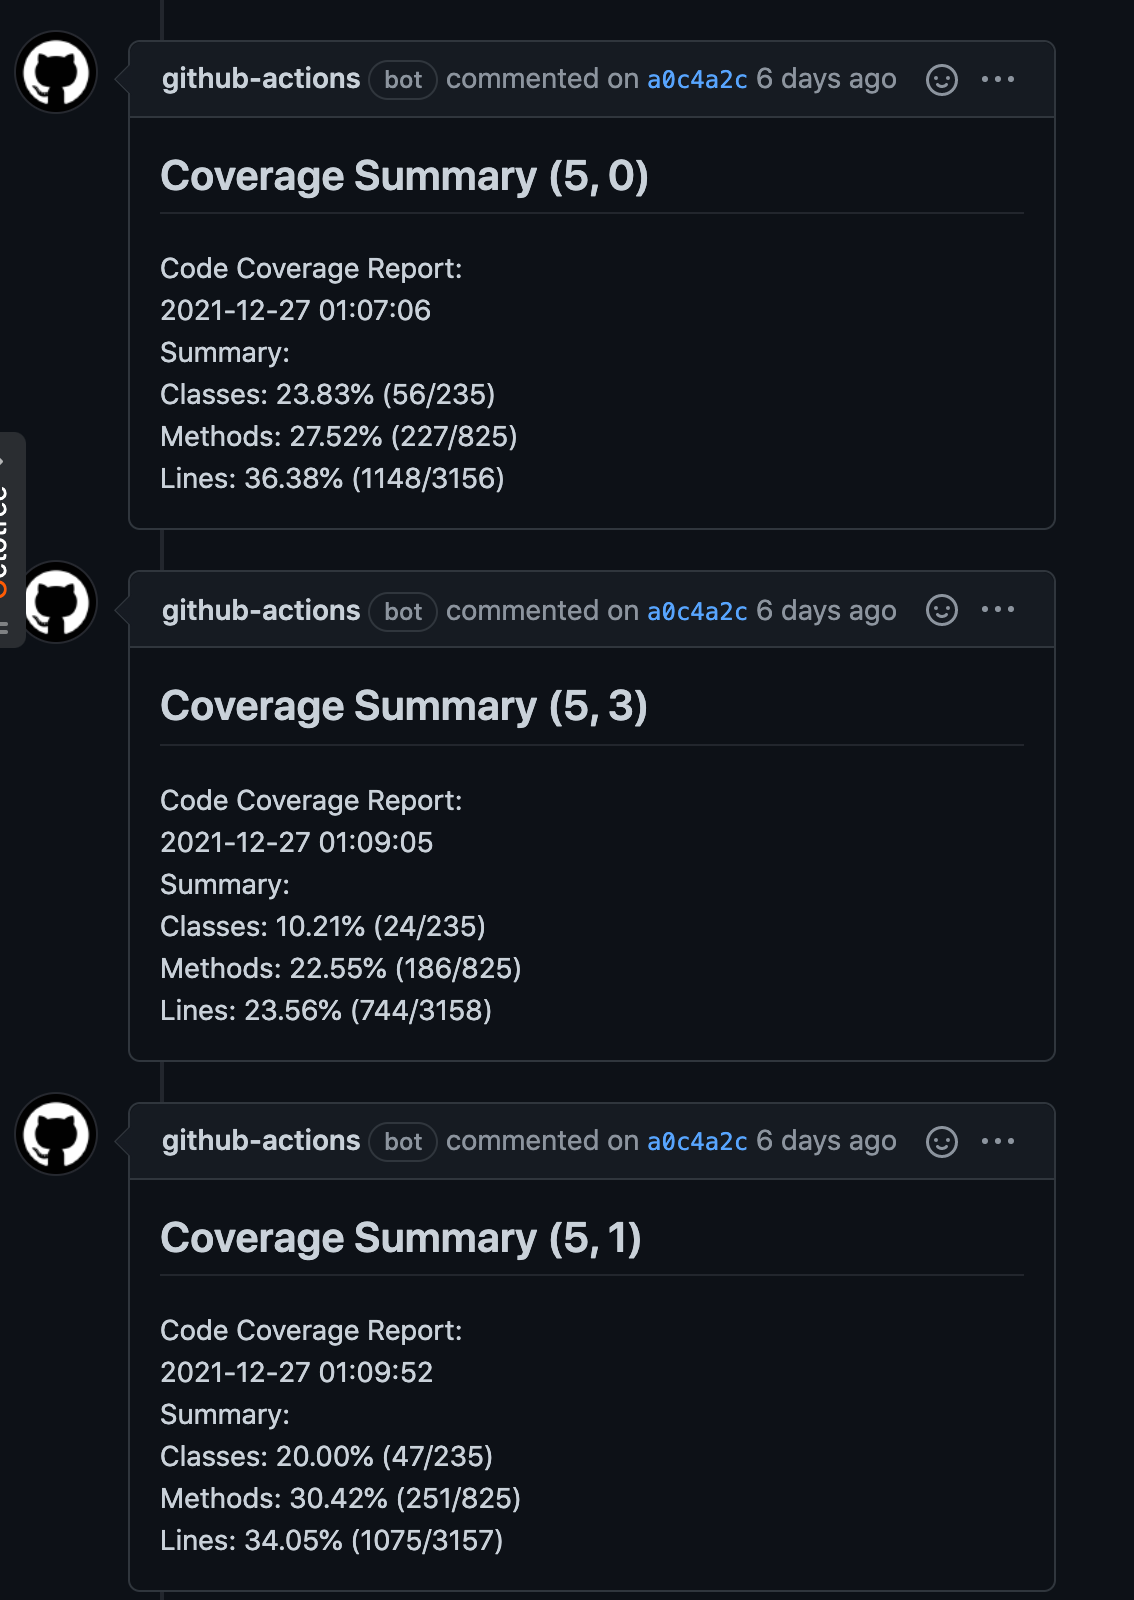 github-actions bot commented on a0c4a2c 6 days ago
Coverage Summary (5, 0)
Code Coverage Report:
2021-12-27 01:07:06
Summary:
Classes: 23.83% (56/235)
Methods: 27.52% (227/825)
Lines: 36.38% (1148/3156)
Octotree
github-actions bot commented on a0c4a2c 6 days ago
Coverage Summary (5, 3)
Code Coverage Report:
2021-12-27 01:09:05
Summary:
Classes: 10.21% (24/235)
Methods: 22.55% (186/825)
Lines: 23.56% (744/3158)
github-actions bot commented on a0c4a2c 6 days ago
Coverage Summary (5, 1)
Code Coverage Report:
2021-12-27 01:09:52
Summary:
Classes: 20.00% (47/235)
Methods: 30.42% (251/825)
Lines: 34.05% (1075/3157)